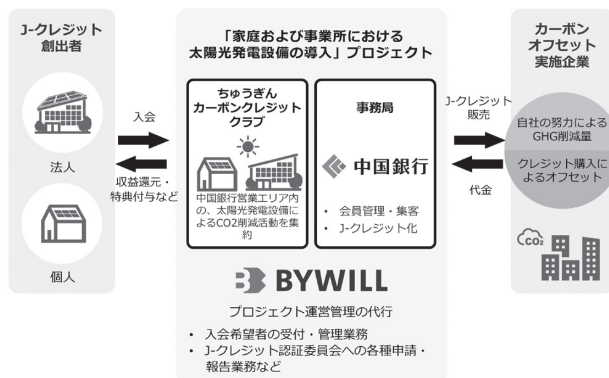 J-クレジット
創出者
法人
個人
入会
収益還元・
特典付与など
「家庭および事業所における
太陽光発電設備の導入」プロジェクト
ちゅうぎん
カーボンクレジット
クラブ
中国銀行営業エリア内
の、太陽光発電設備に
よるCO2削減活動を集
約
事務局
中国銀行
• 会員管理・集客
• J-クレジット化
BYWILL
プロジェクト運営管理の代行
• 入会希望者の受付・管理業務
• J-クレジット認証委員会への各種申請・
報告業務など
J-クレジット
販売
代金
カーボン
オフセット
実施企業
自社の努力による
GHG削減量
クレジット購入に
よるオフセット
CO₂